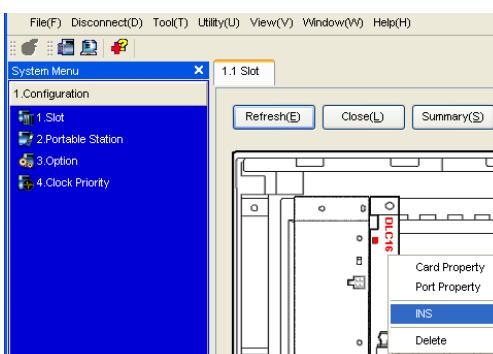 File(F) Disconnect(D) Tool(T) Utility(U) View(V) Window(W) Help(H)
System Menu
1.1 Slot
1.Configuration
1.Slot
2.Portable Station
3.Option
4.Clock Priority
Refresh(E) Close(L) Summary(S)
DLC16
Card Property
Port Property
INS
Delete